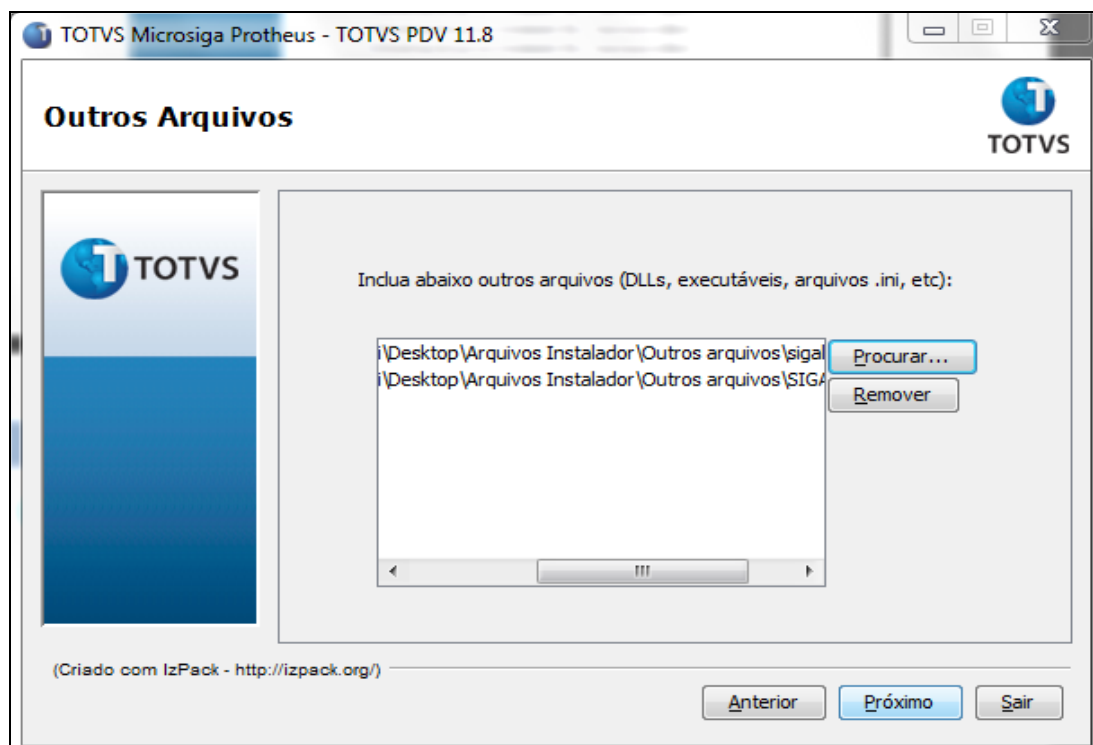 TOTVS Microsiga Protheus - TOTVS PDV 11.8
Outros Arquivos
TOTVS
TOTVS
Inclua abaixo outros arquivos (DLLs, executáveis, arquivos .ini, etc):
i\Desktop\Arquivos Instalador\Outros arquivos\sigal
i\Desktop\Arquivos Instalador\Outros arquivos\SIGA
Procurar...
Remover
(Criado com IzPack - http://izpack.org/)
Anterior
Próximo
Sair